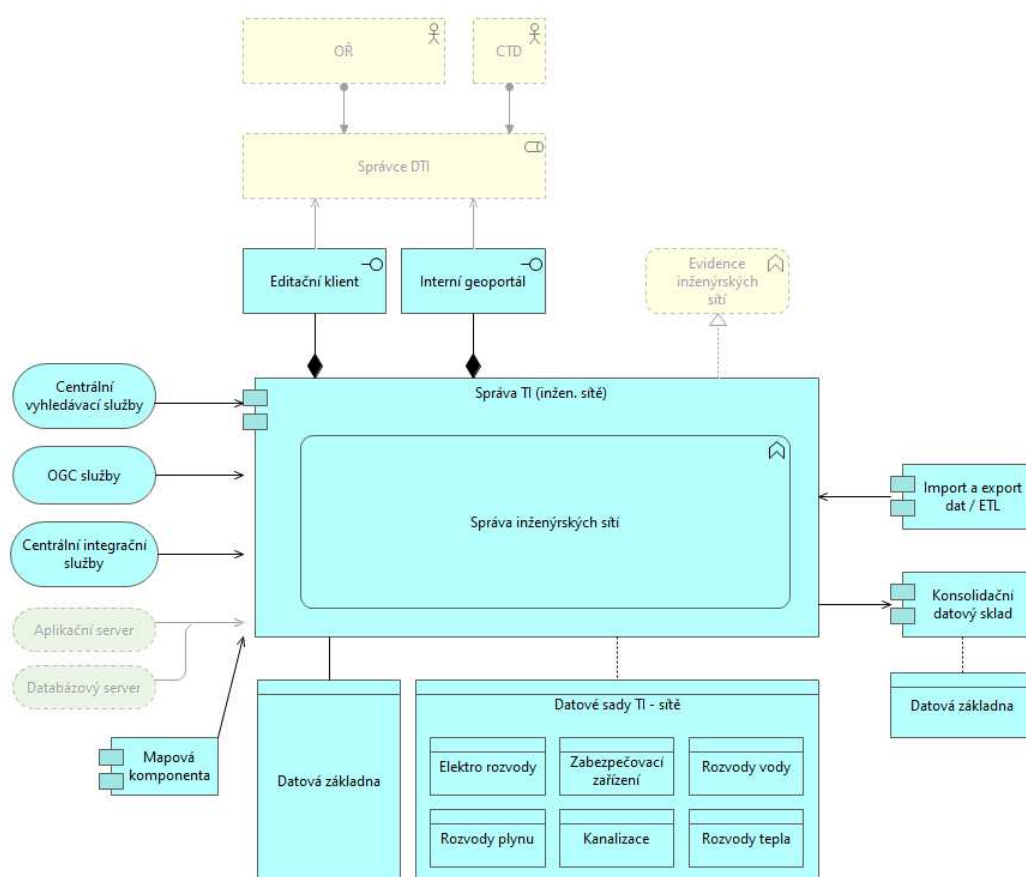 OŘ
CTD
Správce DTI
Editační klient
Interní geoportál
Evidence
inženýrských
sítí
Centrální
vyhledávací služby
OGC služby
Centrální integrační
služby
Aplikační server
Databázový server
Mapová
komponenta
Správa TI (inžen. sítě)
Správa inženýrských sítí
Import a export
dat / ETL
Konsolidační
datový sklad
Datová základna
Datová základna
Datové sady TI - sítě
Elektro rozvody
Zabezpečovací
zařízení
Rozvody vody
Rozvody plynu
Kanalizace
Rozvody tepla